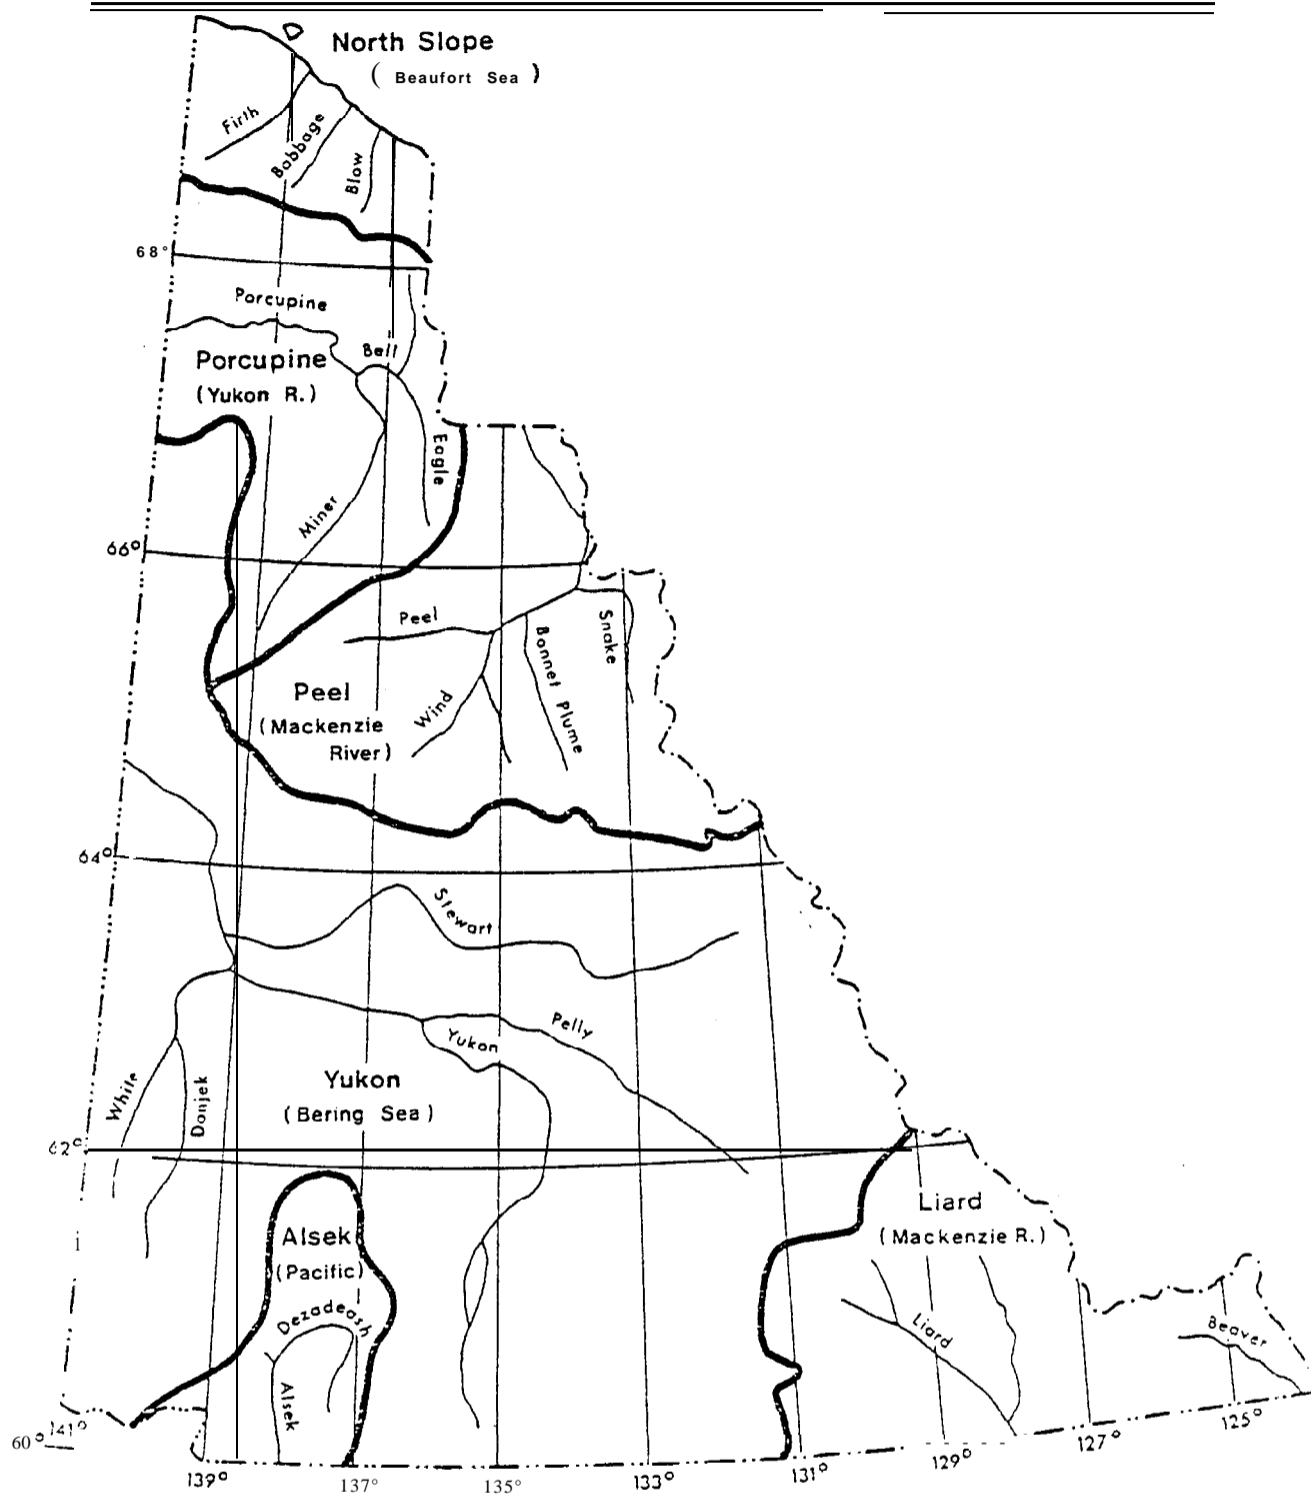 North Slope
( Beaufort Sea )
Firth
Babbage
Blow
68°
Porcupine
Bell
Porcupine
(Yukon R.)
Eagle
Miner
66°
Peel
Snake
Bonnet Plume
Wind
Peel
(Mackenzie
River)
64°
Stewart
Pelly
Yukon
White
Donjek
Yukon
(Bering Sea)
62°
Alsek
(Pacific)
Dezadeash
Alsek
Liard
(Mackenzie R.)
Liard
Beaver
60°
141°
139°
137°
135°
133°
131°
129°
127°
125°